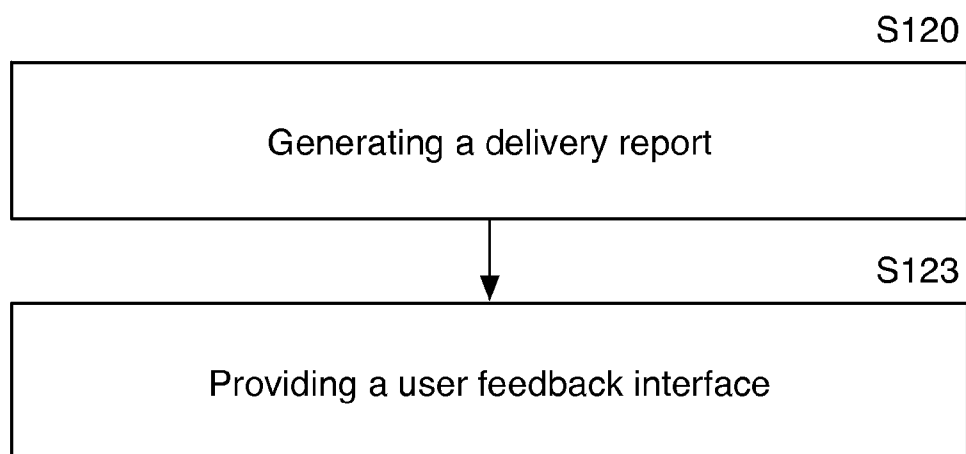 S120
Generating a delivery report
S123
Providing a user feedback interface